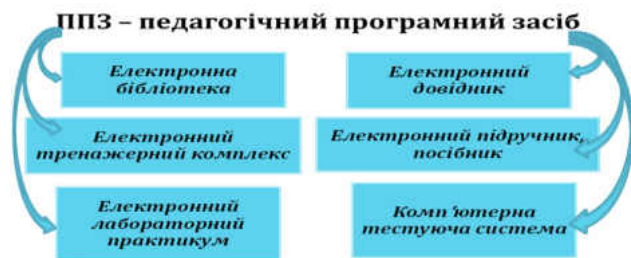 ППЗ – педагогічний програмний засіб
Електронна
бібліотека
Електронний
довідник
Електронний
тренажерний комплекс
Електронний підручник,
посібник
Електронний
лабораторний
практикум
Комп'ютерна
тестуюча система